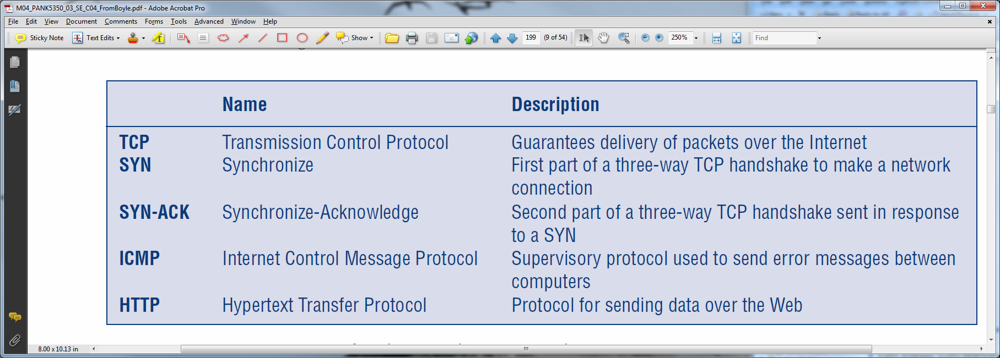 M04_PANK5350_03_SE_C04_FromBoyle.pdf - Adobe Acrobat Pro
File Edit View Document Comments Forms Tools Advanced Window Help
Sticky Note Text Edits Show 199 (9 of 54) 250% Find
Name Description
TCP Transmission Control Protocol Guarantees delivery of packets over the Internet
SYN Synchronize First part of a three-way TCP handshake to make a network
connection
SYN-ACK Synchronize-Acknowledge Second part of a three-way TCP handshake sent in response
to a SYN
ICMP Internet Control Message Protocol Supervisory protocol used to send error messages between
computers
HTTP Hypertext Transfer Protocol Protocol for sending data over the Web
8.00 x 10.13 in